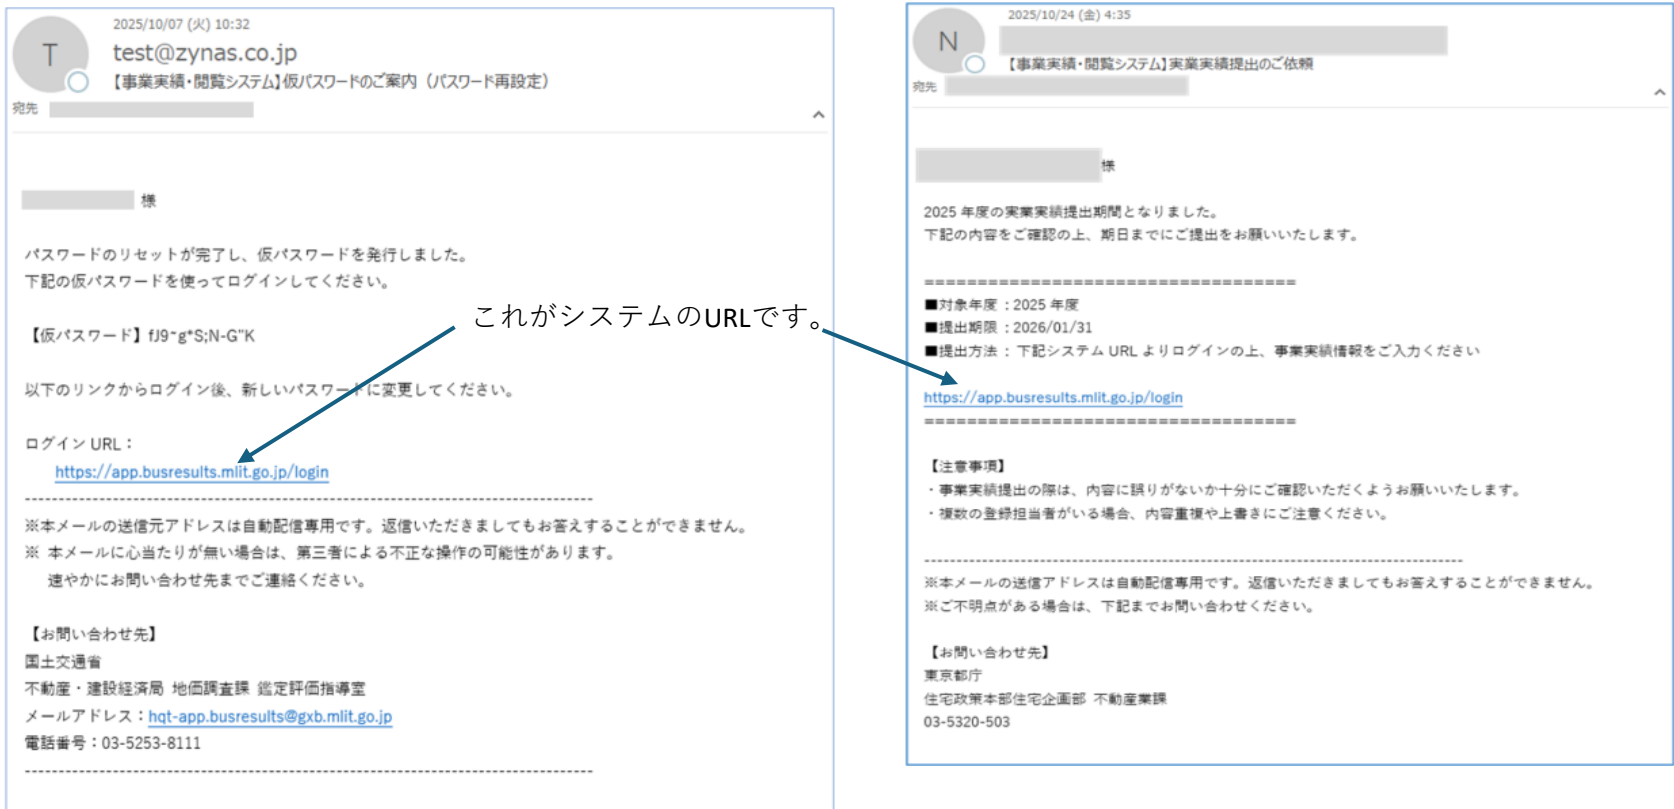 2025/10/07 (火) 10:32
T
test@zynas.co.jp
【事業実績・閲覧システム】仮パスワードのご案内（パスワード再設定）
宛先
様
パスワードのリセットが完了し、仮パスワードを発行しました。
下記の仮パスワードを使ってログインしてください。
【仮パスワード】fJ9~g*S;N-G"K
以下のリンクからログイン後、新しいパスワードに変更してください。
ログイン URL：
https://app.busresults.mlit.go.jp/login
--------------------------------------------------------------------------------------
※本メールの送信元アドレスは自動配信専用です。返信いただきましてもお答えすることができません。
※ 本メールに心当たりが無い場合は、第三者による不正な操作の可能性があります。
速やかにお問い合わせ先までご連絡ください。
【お問い合わせ先】
国土交通省
不動産・建設経済局 地価調査課 鑑定評価指導室
メールアドレス：hqt-app.busresults@gxb.mlit.go.jp
電話番号：03-5253-8111
--------------------------------------------------------------------------------------
これがシステムのURLです。
2025/10/24 (金) 4:35
N
【事業実績・閲覧システム】実業実績提出のご依頼
宛先
様
2025 年度の実業実績提出期間となりました。
下記の内容をご確認の上、期日までにご提出をお願いいたします。
===================================
■対象年度：2025 年度
■提出期限：2026/01/31
■提出方法：下記システム URL よりログインの上、事業実績情報をご入力ください
https://app.busresults.mlit.go.jp/login
===================================
【注意事項】
・事業実績提出の際は、内容に誤りがないか十分にご確認いただくようお願いいたします。
・複数の登録担当者がいる場合、内容重複や上書きにご注意ください。
--------------------------------------------------------------------------------------
※本メールの送信アドレスは自動配信専用です。返信いただきましてもお答えすることができません。
※ご不明点がある場合は、下記までお問い合わせください。
【お問い合わせ先】
東京都庁
住宅政策本部住宅企画部 不動産業課
03-5320-503